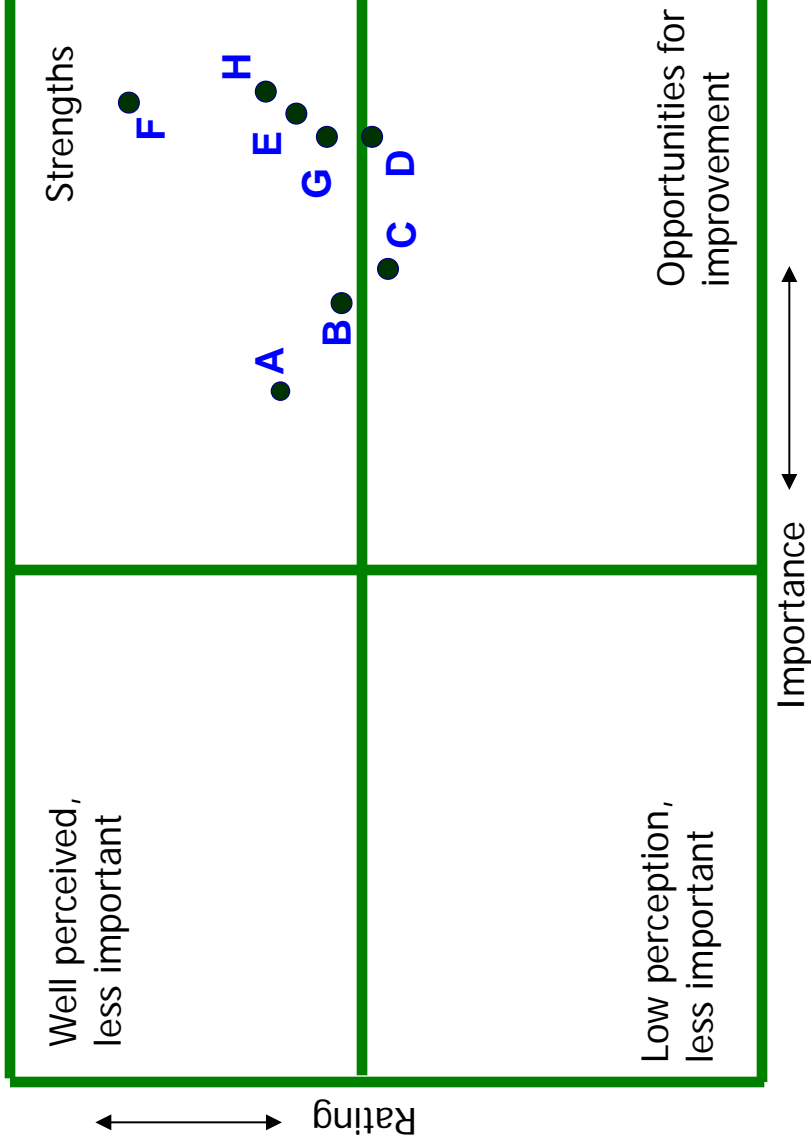 Well perceived,
less important
Strengths
F
H
E
G
A
B
D
C
Low perception,
less important
Opportunities for
improvement
Rating
Importance